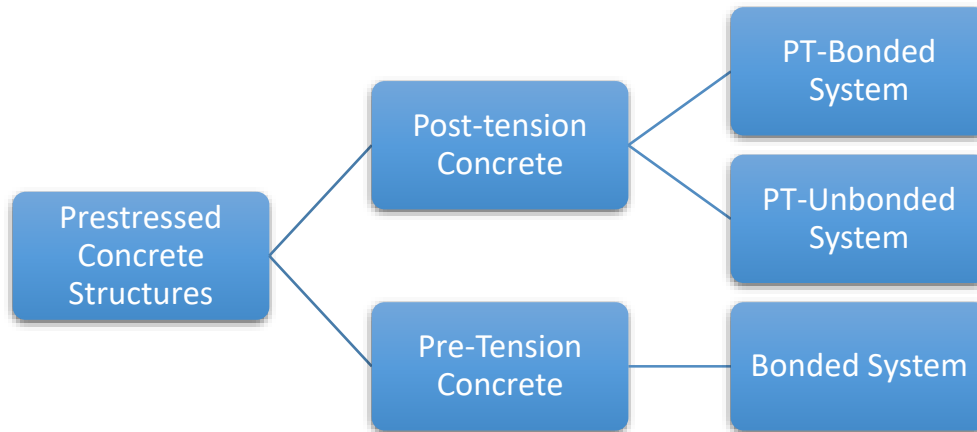 Prestressed
Concrete
Structures
Post-tension
Concrete
PT-Bonded
System
PT-Unbonded
System
Pre-Tension
Concrete
Bonded System